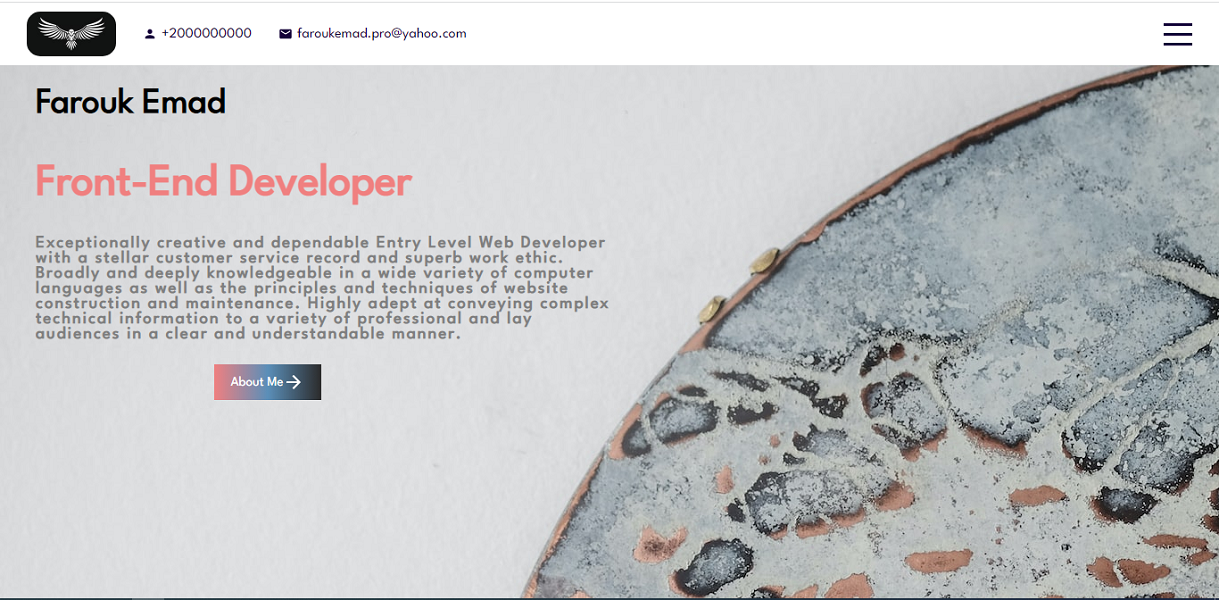 +2000000000 faroukemad.pro@yahoo.com
Farouk Emad
Front-End Developer
Exceptionally creative and dependable Entry Level Web Developer
with a stellar customer service record and superb work ethic.
Broadly and deeply knowledgeable in a wide variety of computer
languages as well as the principles and techniques of website
construction and maintenance. Highly adept at conveying complex
technical information to a variety of professional and lay
audiences in a clear and understandable manner.
About Me